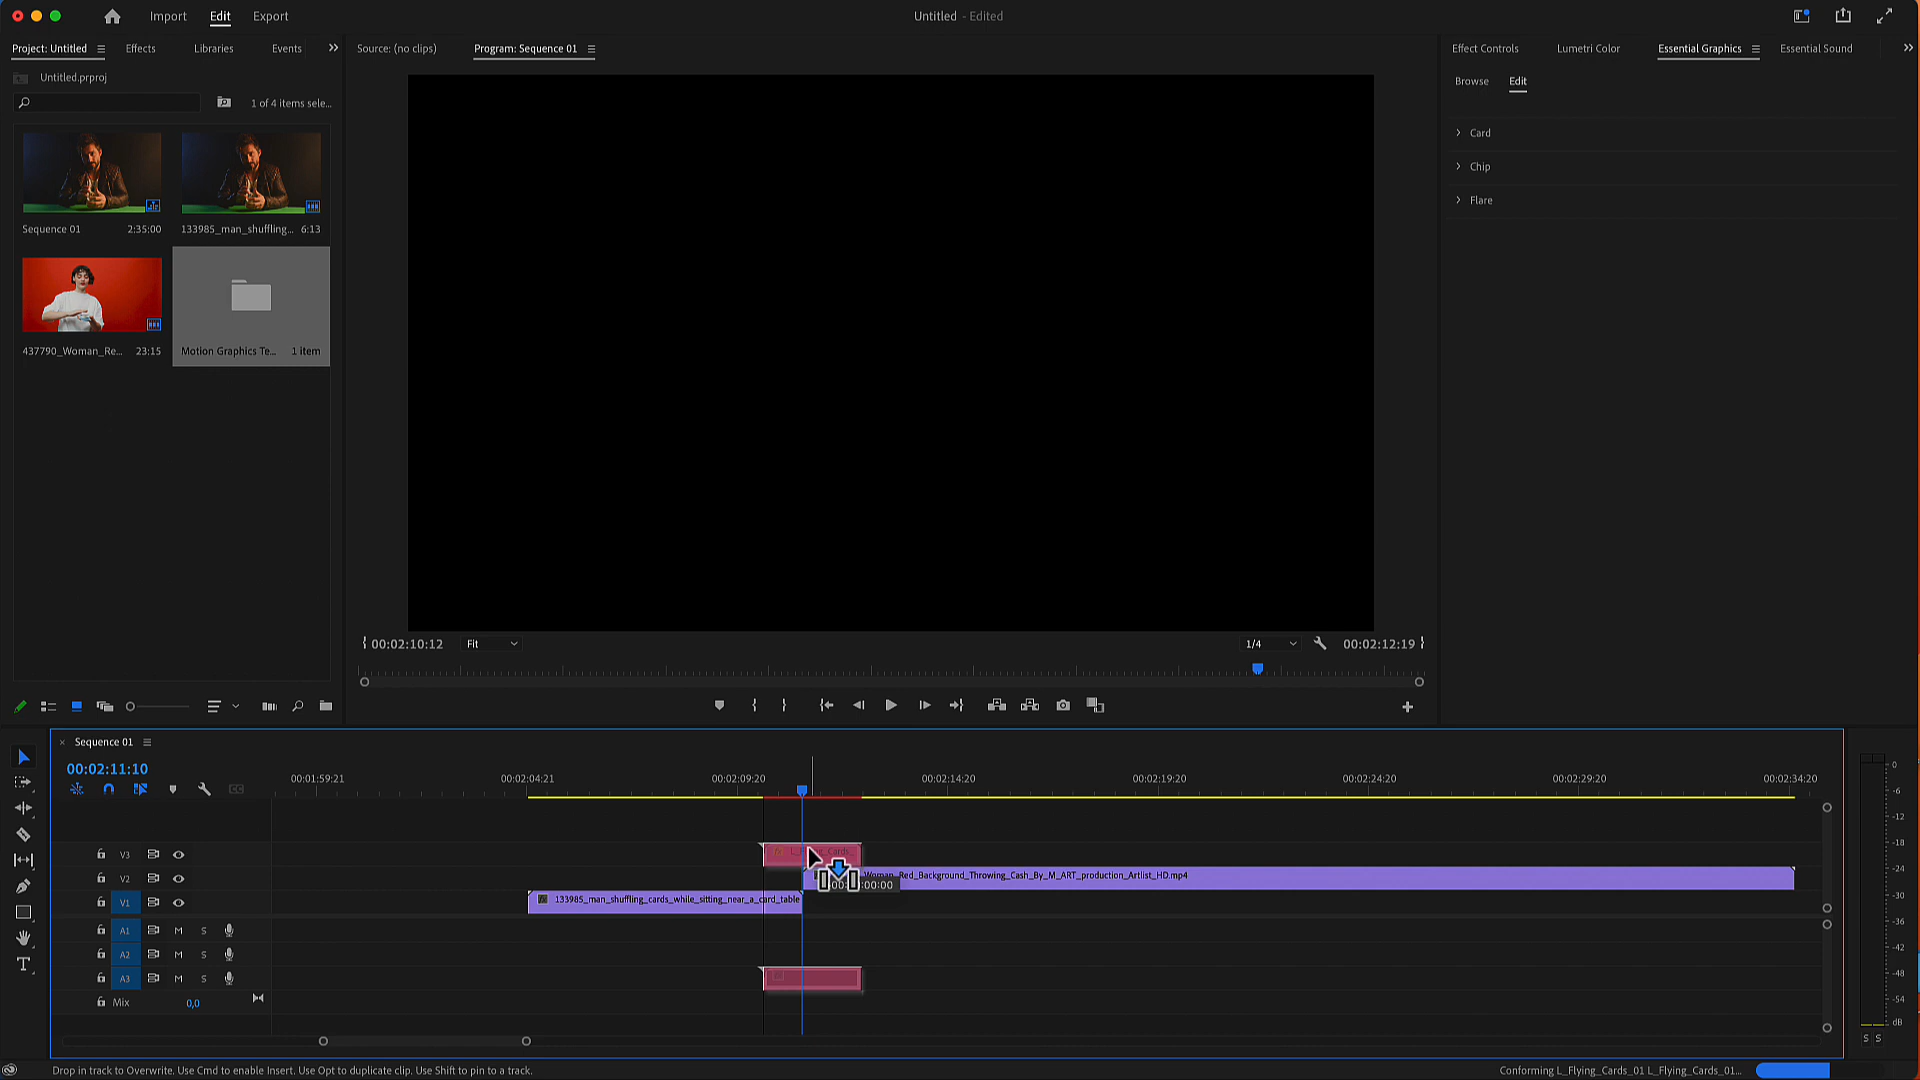 Import Edit Export
Untitled - Edited
Project: Untitled Effects Libraries Events
Source: (no clips) Program: Sequence 01
Effect Controls Lumetri Color Essential Graphics Essential Sound
Untitled.prproj
Browse Edit
1 of 4 items sele...
Card
Chip
Flare
Sequence 01 2:35:00
133985_man_shuffling... 6:13
437790_Woman_Re... 23:15
Motion Graphics Te... 1 item
00:02:10:12 Fit 1/4 00:02:12:19
Sequence 01
00:02:11:10
00:01:59:21 00:02:04:21 00:02:09:20 00:02:14:20 00:02:19:20 00:02:24:20 00:02:29:20 00:02:34:20
V3
V2 Woman_Red_Background_Throwing_Cash_By_M_ART_production_Artlist_HD.mp4
V1 133985_man_shuffling_cards_while_sitting_near_a_card_table
A1 M S
A2 M S
A3 M S
Mix 0,0
0
-6
-12
-18
-24
-30
-36
-42
-48
-54
dB
S S
Drop in track to Overwrite. Use Cmd to enable Insert. Use Opt to duplicate clip. Use Shift to pin to a track.
Conforming L_Flying_Cards_01 L_Flying_Cards_01...